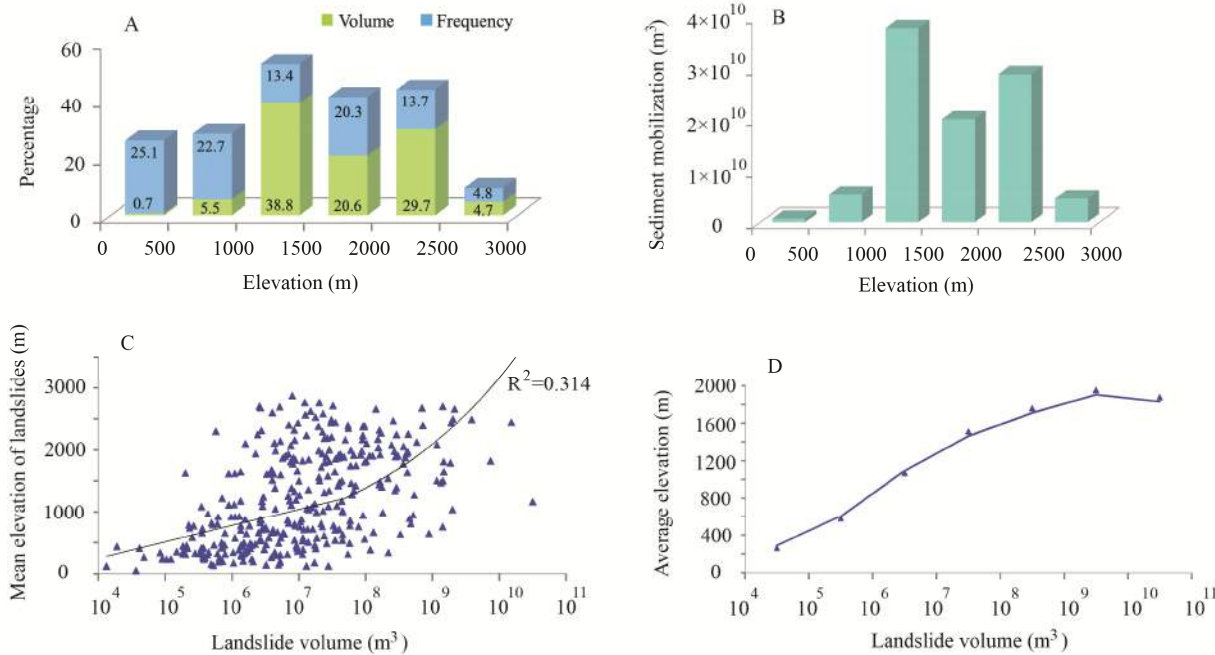 A
Volume Frequency
Percentage
60
40
20
0
25.1 22.7 13.4 20.3 13.7 4.8
0.7 5.5 38.8 20.6 29.7 4.7
0 500 1000 1500 2000 2500 3000
Elevation (m)
B
Sediment mobilization (m³)
4×10¹⁰
3×10¹⁰
2×10¹⁰
1×10¹⁰
0
0 500 1000 1500 2000 2500 3000
Elevation (m)
C
Mean elevation of landslides (m)
R²=0.314
3000
2000
1000
0
10⁴ 10⁵ 10⁶ 10⁷ 10⁸ 10⁹ 10¹⁰ 10¹¹
Landslide volume (m³)
D
Average elevation (m)
2000
1600
1200
800
400
0
10⁴ 10⁵ 10⁶ 10⁷ 10⁸ 10⁹ 10¹⁰ 10¹¹
Landslide volume (m³)